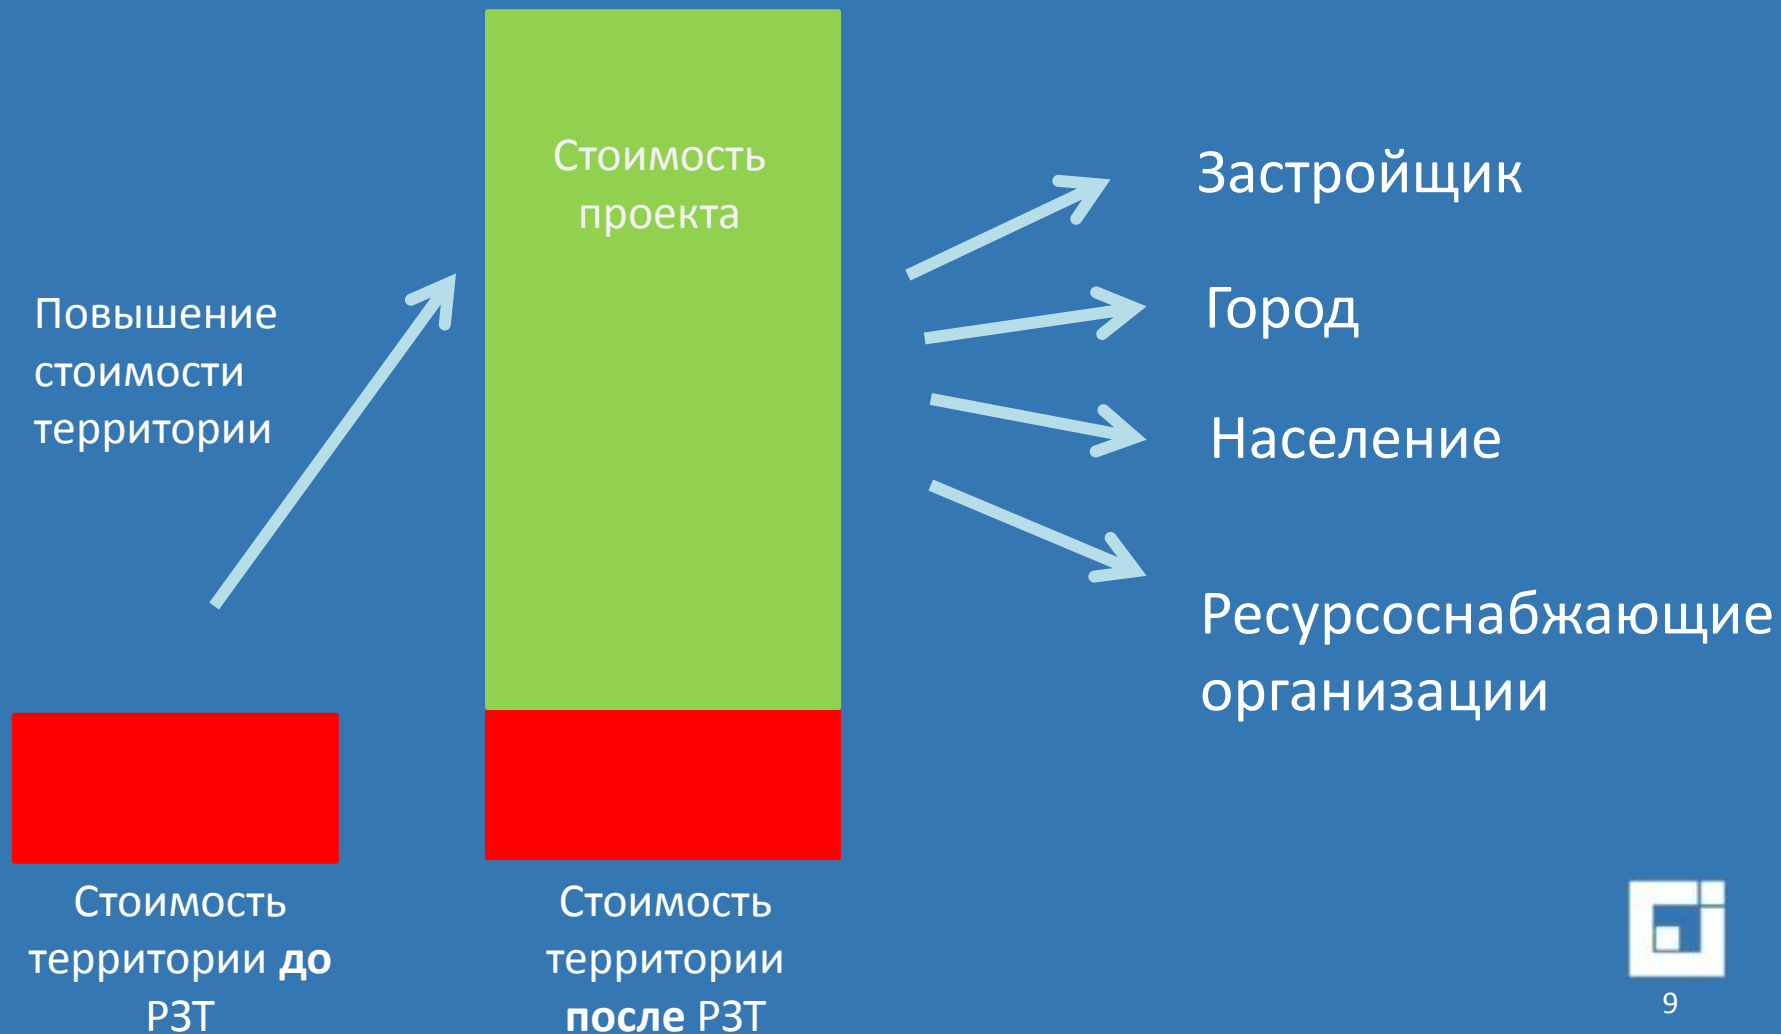 Стоимость
проекта
Повышение
стоимости
территории
Застройщик
Город
Население
Ресурсоснабжающие
организации
Стоимость
территории до
РЗТ
Стоимость
территории
после РЗТ
9